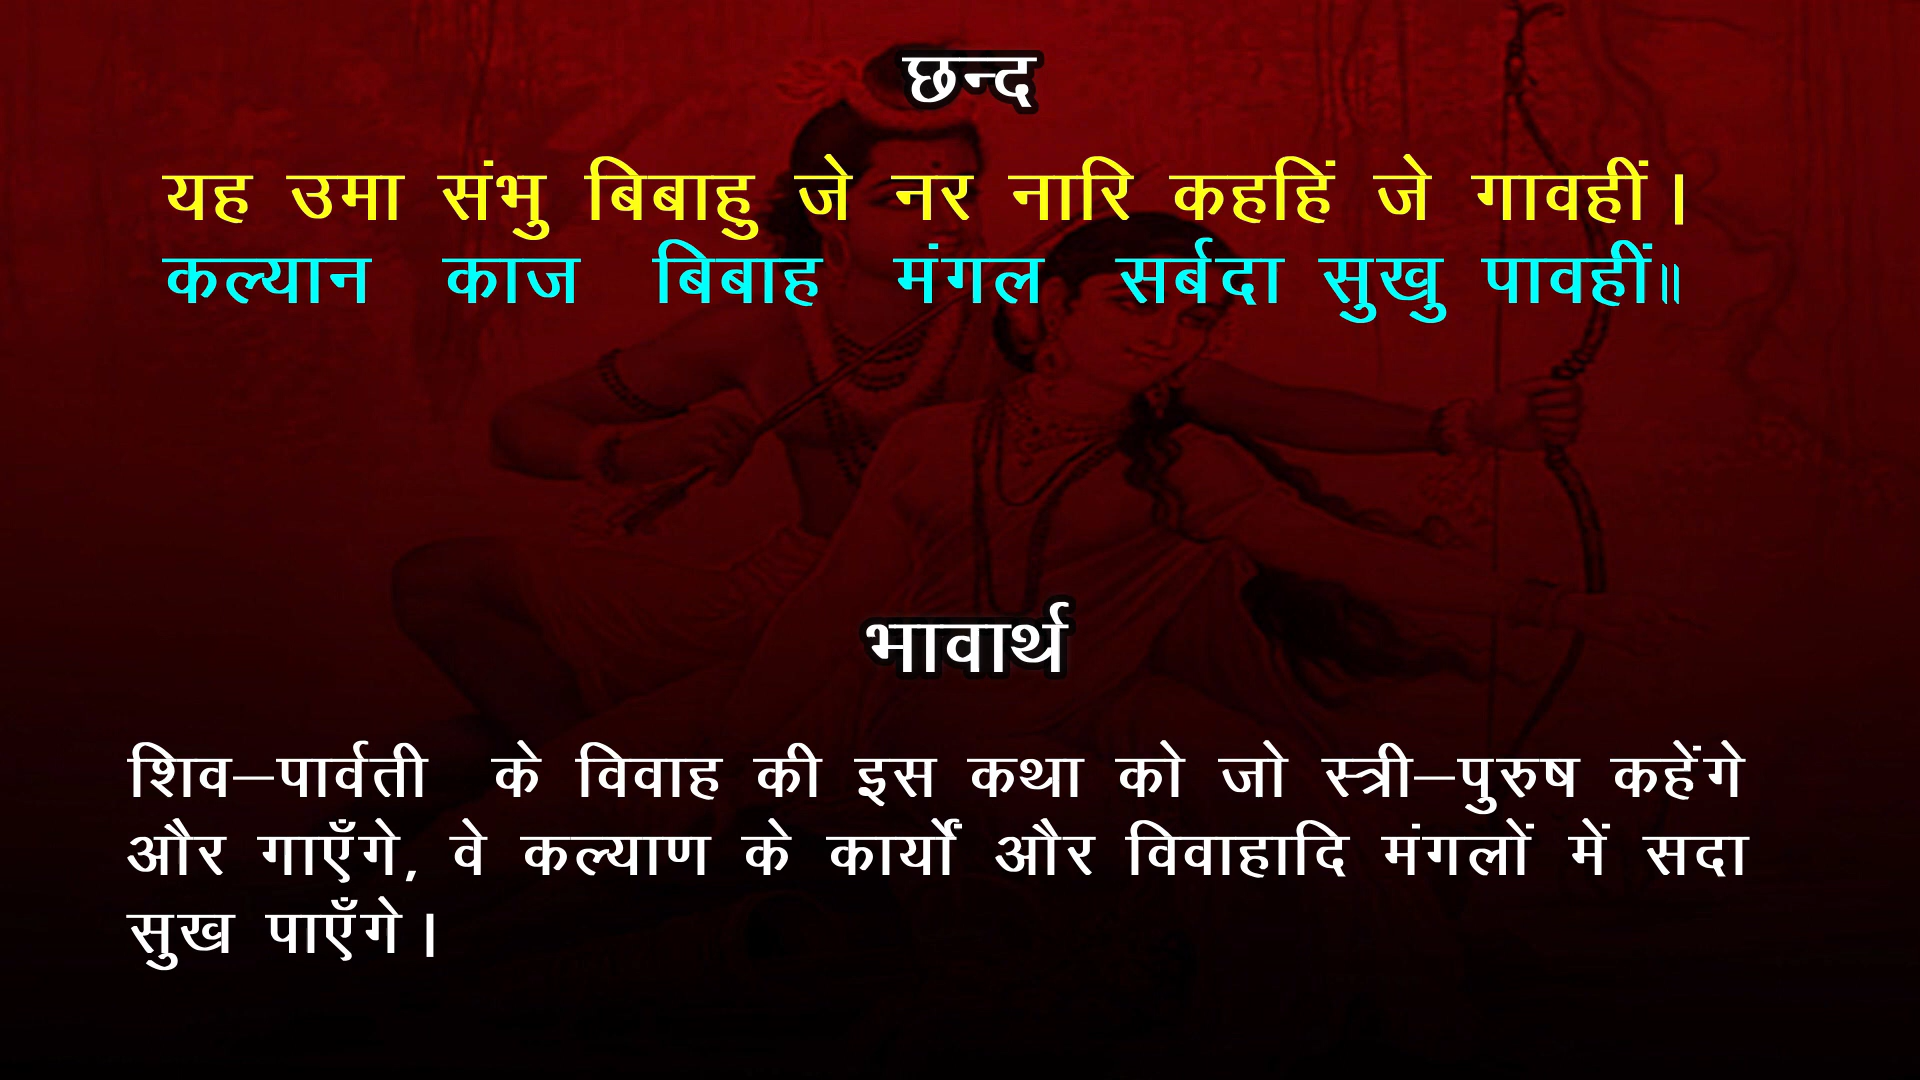 छन्द
यह उमा संभु बिबाहु जे नर नारि कहहिं जे गावहीं।
कल्यान काज बिबाह मंगल सर्बदा सुखु पावहीं॥
भावार्थ
शिव–पार्वती के विवाह की इस कथा को जो स्त्री–पुरुष कहेंगे
और गाएँगे, वे कल्याण के कार्यों और विवाहादि मंगलों में सदा
सुख पाएँगे।